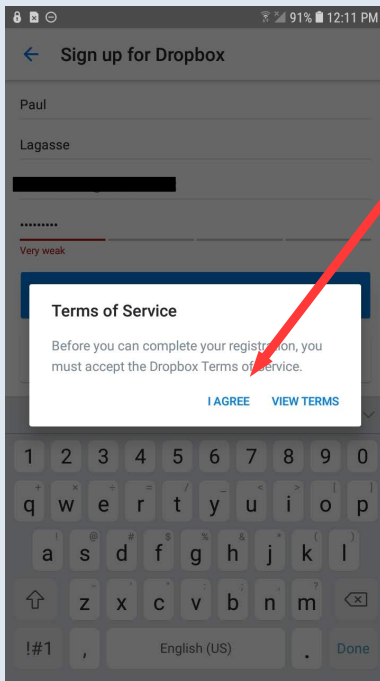 91% 12:11 PM
Sign up for Dropbox
Paul
Lagasse
Very weak
Terms of Service
Before you can complete your registration, you
must accept the Dropbox Terms of Service.
I AGREE VIEW TERMS
1 2 3 4 5 6 7 8 9 0
q w e r t y u i o p
a s d f g h j k l
z x c v b n m
!#1 , English (US) . Done